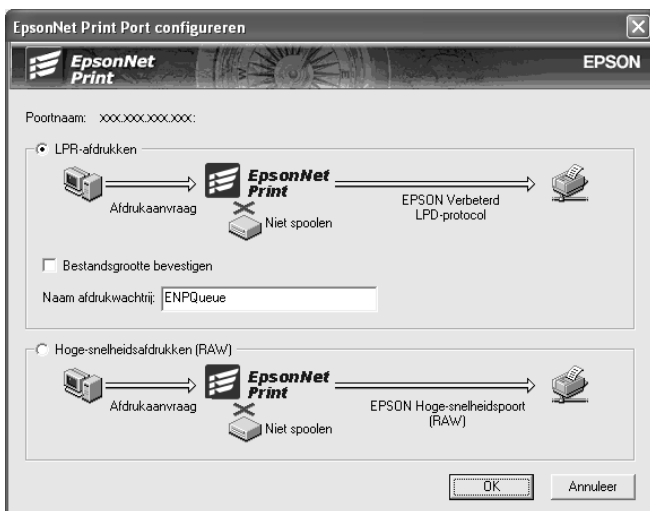 EpsonNet Print Port configureren
EpsonNet
Print
EPSON
Poortnaam: xxx.xxx.xxx.xxx:
LPR-afdrukken
EpsonNet
Print
Afdrukaanvraag
Niet spoolen
EPSON Verbeterd
LPD-protocol
Bestandsgrootte bevestigen
Naam afdrukwachtrij: ENPQueue
Hoge-snelheidsafdrukken (RAW)
EpsonNet
Print
Afdrukaanvraag
Niet spoolen
EPSON Hoge-snelheidspoort
(RAW)
OK
Annuleer